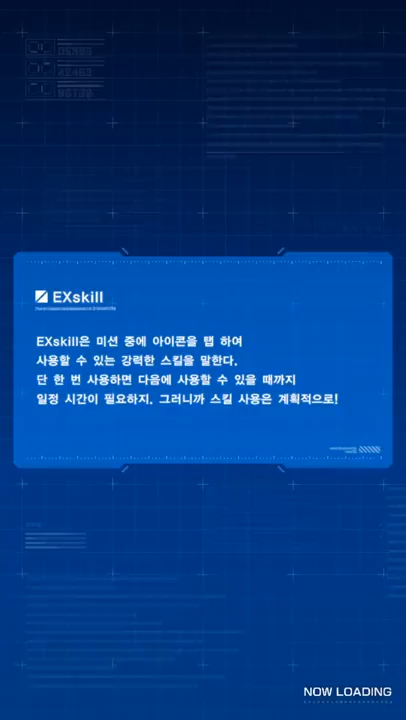 EXskill
EXskill은 미션 중에 아이콘을 탭 하여
사용할 수 있는 강력한 스킬을 말한다.
단 한 번 사용하면 다음에 사용할 수 있을 때까지
일정 시간이 필요하지. 그러니까 스킬 사용은 계획적으로!
NOW LOADING